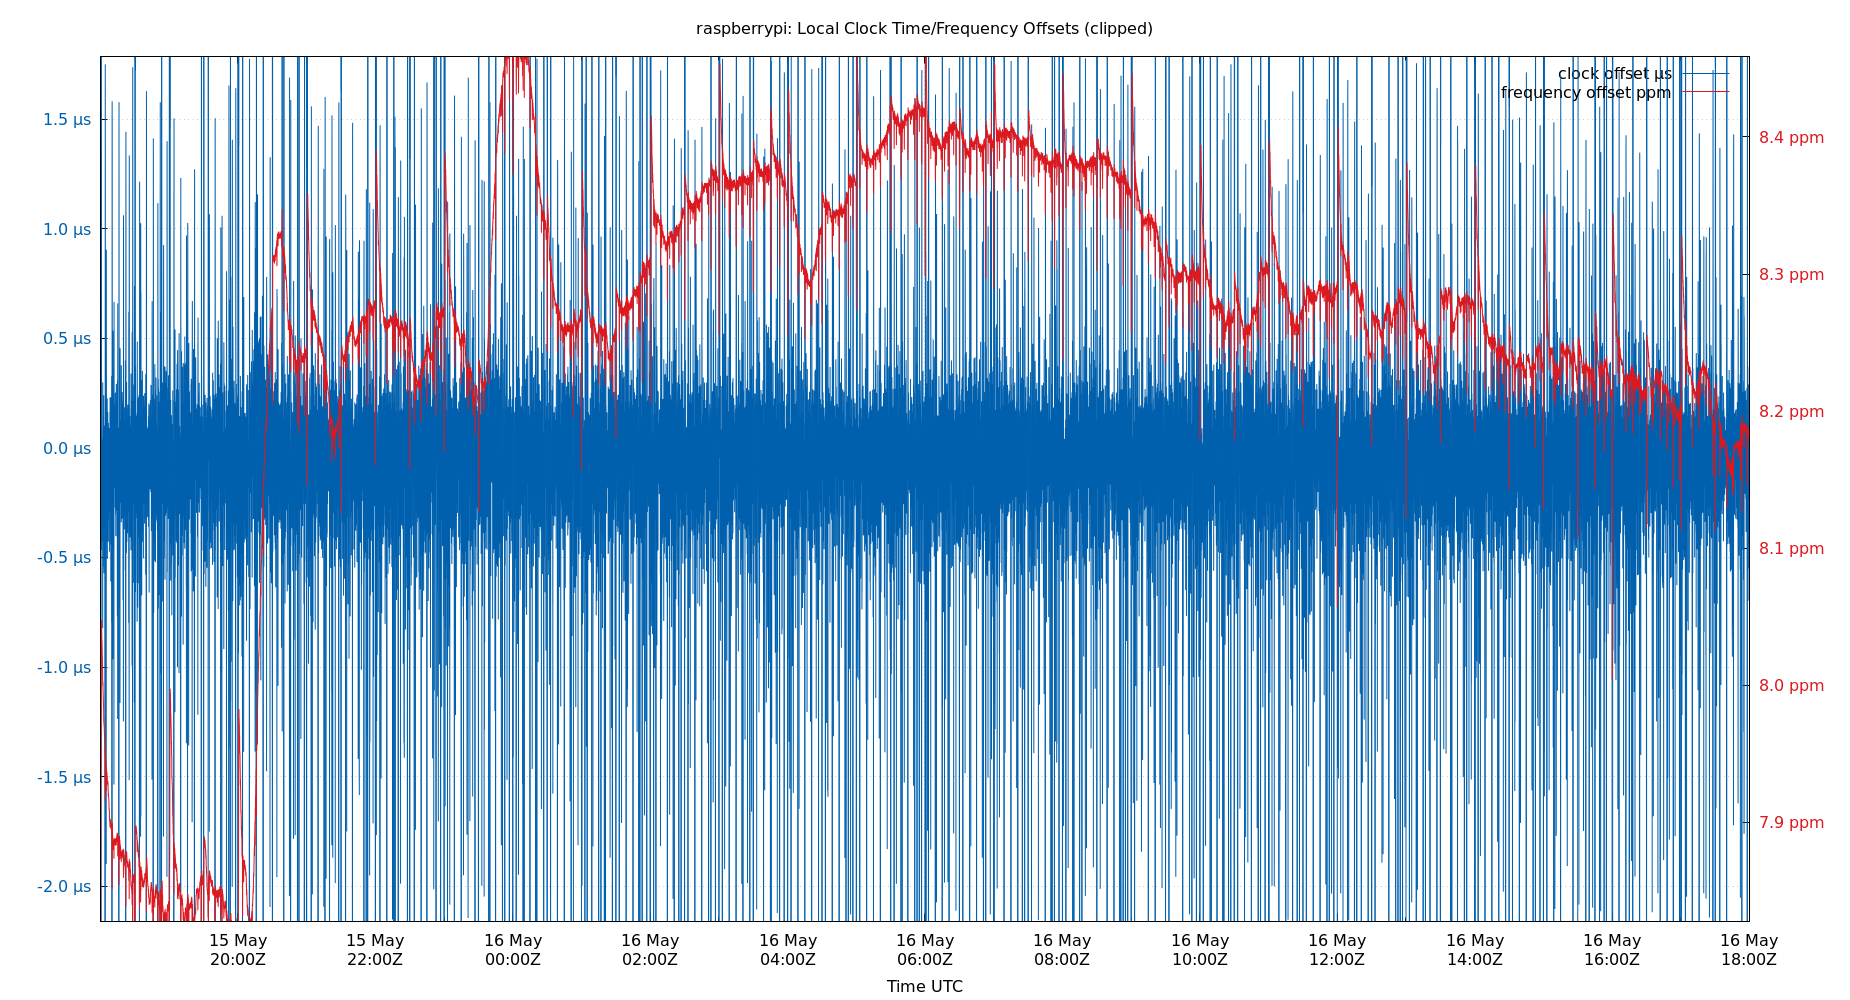 raspberrypi: Local Clock Time/Frequency Offsets (clipped)
clock offset µs
frequency offset ppm
1.5 µs
1.0 µs
0.5 µs
0.0 µs
-0.5 µs
-1.0 µs
-1.5 µs
-2.0 µs
8.4 ppm
8.3 ppm
8.2 ppm
8.1 ppm
8.0 ppm
7.9 ppm
15 May
20:00Z
15 May
22:00Z
16 May
00:00Z
16 May
02:00Z
16 May
04:00Z
16 May
06:00Z
16 May
08:00Z
16 May
10:00Z
16 May
12:00Z
16 May
14:00Z
16 May
16:00Z
16 May
18:00Z
Time UTC